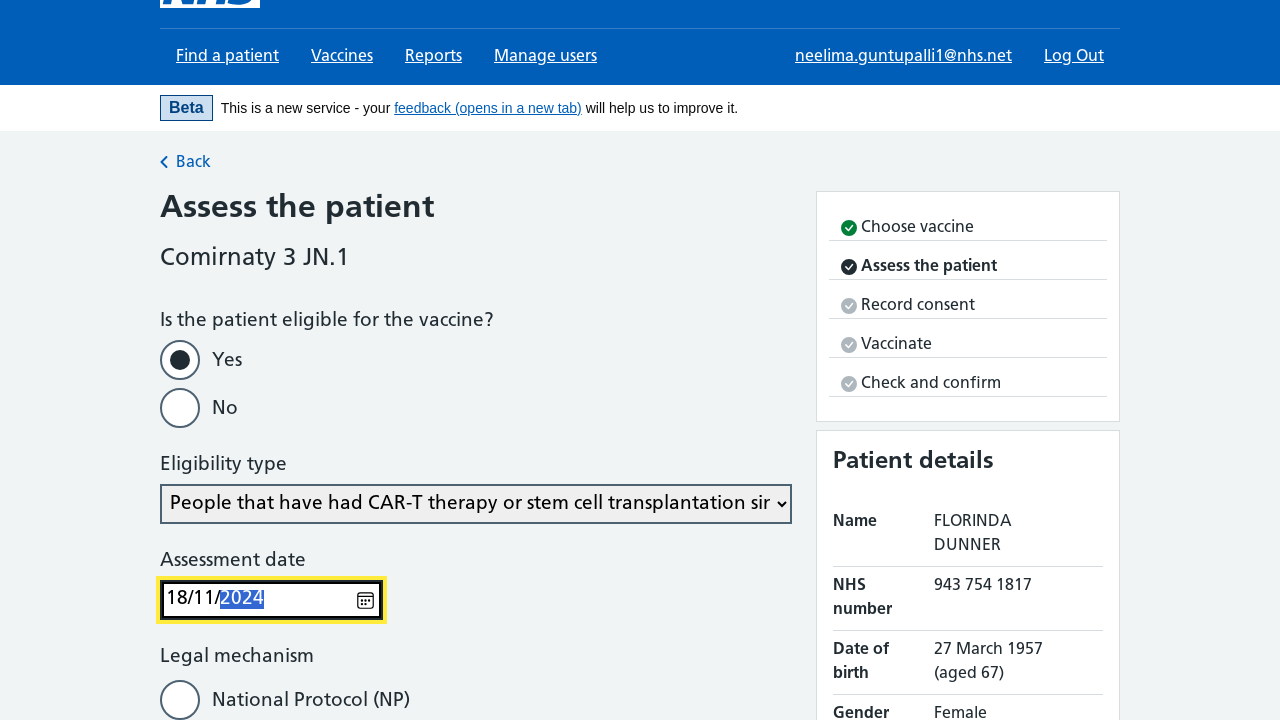 NHS
Find a patient
Vaccines
Reports
Manage users
neelima.guntupalli1@nhs.net
Log Out
Beta
This is a new service - your feedback (opens in a new tab) will help us to improve it.
Back
Assess the patient
Comirnaty 3 JN.1
Is the patient eligible for the vaccine?
Yes
No
Eligibility type
People that have had CAR-T therapy or stem cell transplantation sir
Assessment date
18/11/2024
Legal mechanism
National Protocol (NP)
Choose vaccine
Assess the patient
Record consent
Vaccinate
Check and confirm
Patient details
Name
FLORINDA
DUNNER
NHS
number
943 754 1817
Date of
birth
27 March 1957
(aged 67)
Gender
Female